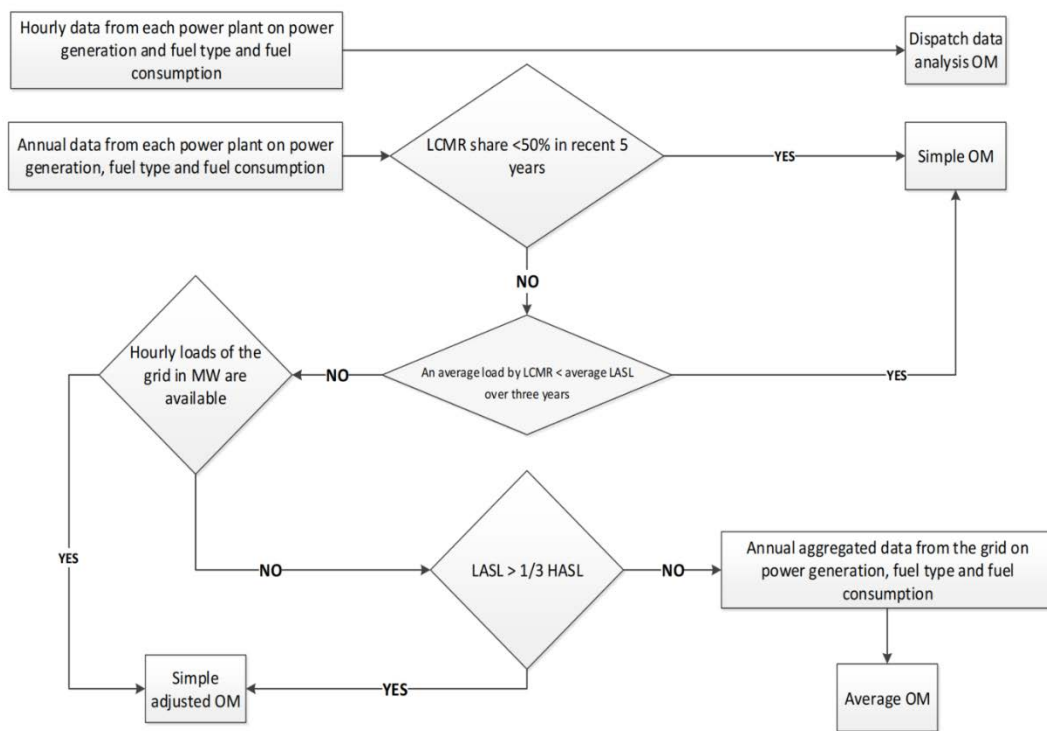 Hourly data from each power plant on power
generation and fuel type and fuel
consumption
Dispatch data
analysis OM
Annual data from each power plant on power
generation, fuel type and fuel consumption
LCMR share <50% in recent 5
years
YES
Simple OM
NO
Hourly loads of the
grid in MW are
available
NO
An average load by LCMR < average LASL
over three years
YES
YES
NO
LASL > 1/3 HASL
NO
Annual aggregated data from the grid on
power generation, fuel type and fuel
consumption
Simple
adjusted OM
YES
Average OM